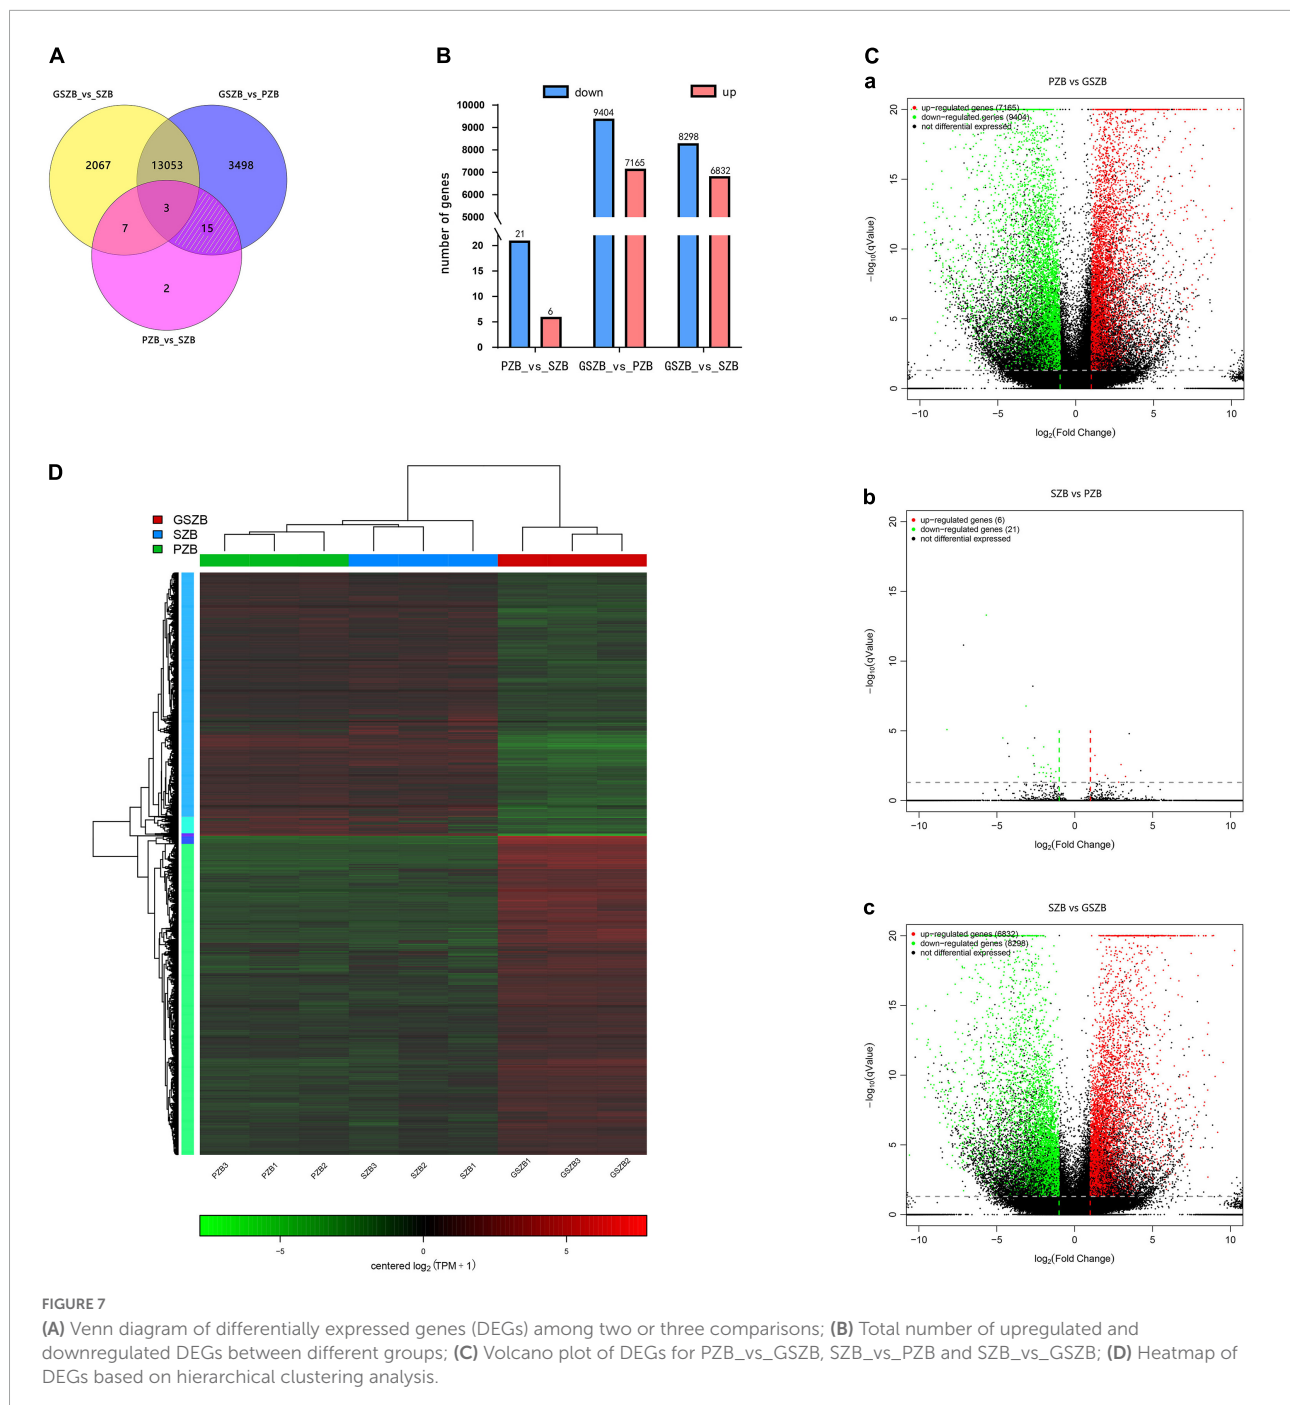 A
GSZB_vs_SZB
GSZB_vs_PZB
2067
13053
3498
3
7
15
2
PZB_vs_SZB
B
down
up
number of genes
10000
9000
8000
7000
6000
5000
20
15
10
5
0
21
6
9404
7165
8298
6832
PZB_vs_SZB
GSZB_vs_PZB
GSZB_vs_SZB
C
a
PZB vs GSZB
up-regulated genes (7165)
down-regulated genes (9404)
not differential expressed
−log10(qValue)
20
15
10
5
0
−10
−5
0
5
10
log2(Fold Change)
b
SZB vs PZB
up-regulated genes (6)
down-regulated genes (21)
not differential expressed
−log10(qValue)
20
15
10
5
0
−10
−5
0
5
10
log2(Fold Change)
c
SZB vs GSZB
up-regulated genes (6832)
down-regulated genes (8298)
not differential expressed
−log10(qValue)
20
15
10
5
0
−10
−5
0
5
10
log2(Fold Change)
D
GSZB
SZB
PZB
PZB3
PZB1
PZB2
SZB3
SZB2
SZB1
GSZB1
GSZB3
GSZB2
−5
0
5
centered log2 (TPM+1)
FIGURE 7
(A) Venn diagram of differentially expressed genes (DEGs) among two or three comparisons; (B) Total number of upregulated and
downregulated DEGs between different groups; (C) Volcano plot of DEGs for PZB_vs_GSZB, SZB_vs_PZB and SZB_vs_GSZB; (D) Heatmap of
DEGs based on hierarchical clustering analysis.